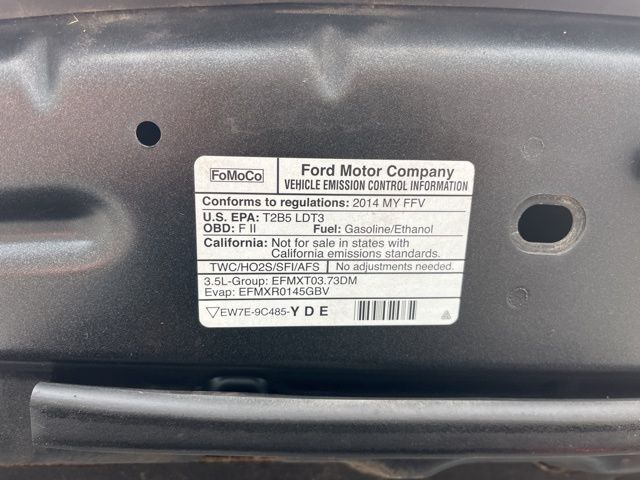 FoMoCo
Ford Motor Company
VEHICLE EMISSION CONTROL INFORMATION
Conforms to regulations: 2014 MY FFV
U.S. EPA: T2B5 LDT3
OBD: F II Fuel: Gasoline/Ethanol
California: Not for sale in states with
California emissions standards.
TWC/HO2S/SFI/AFS No adjustments needed.
3.5L-Group: EFMXT03.73DM
Evap: EFMXR0145GBV
EW7E-9C485-Y D E